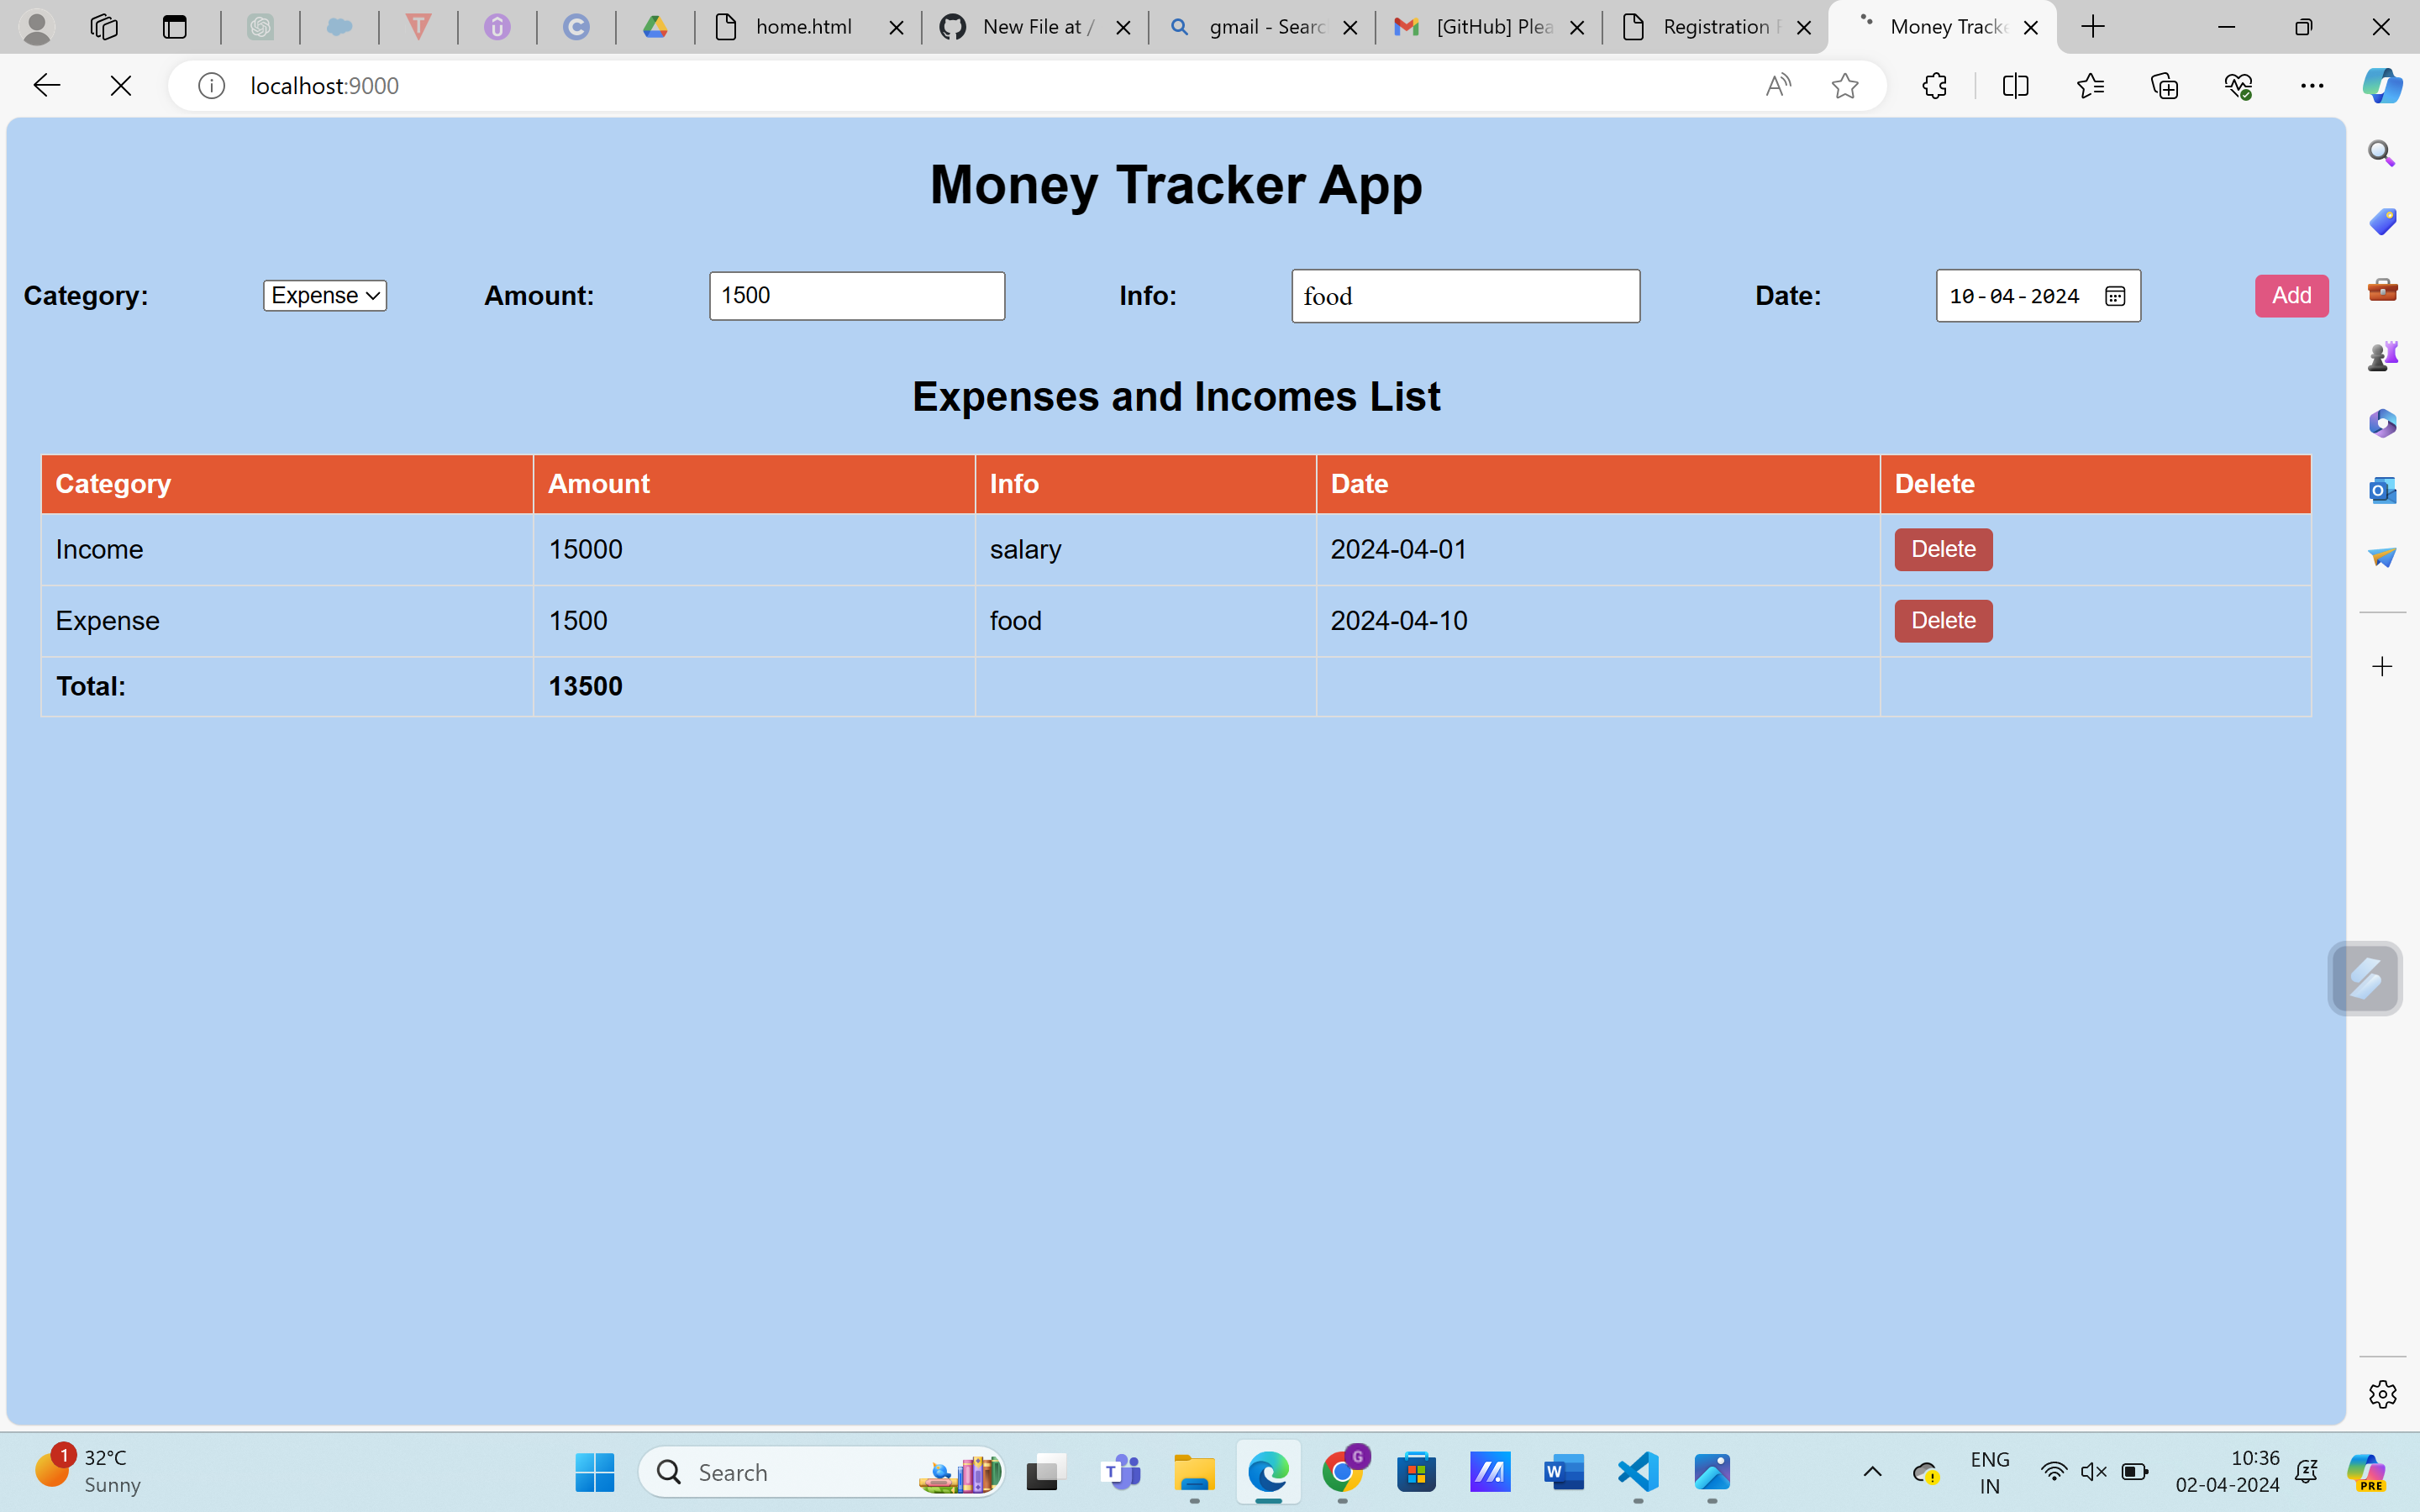 home.html
New File at /
gmail - Searc
[GitHub] Plea
Registration F
Money Tracke
localhost:9000
Money Tracker App
Category: Expense Amount: 1500 Info: food Date: 10-04-2024 Add
Expenses and Incomes List
Category Amount Info Date Delete
Income 15000 salary 2024-04-01 Delete
Expense 1500 food 2024-04-10 Delete
Total: 13500
1
32°C
Sunny
Search
G
ENG
IN
10:36
02-04-2024
PRE